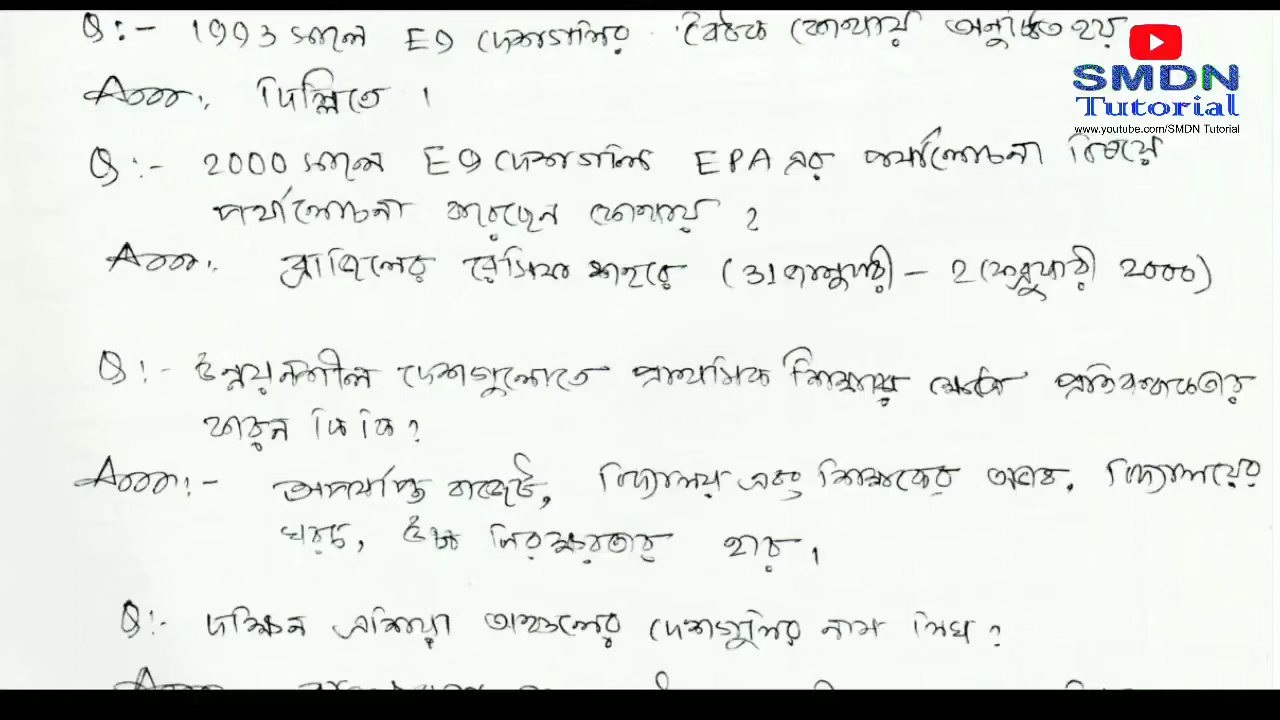 Q:- 1993 সালে E9 দেশগুলির বৈঠক কোথায় অনুষ্ঠিত হয়
SMDN
Tutorial
www.youtube.com/SMDN Tutorial
Ans:. দিল্লিতে ।
Q:- 2000 সালে E9 দেশগুলি EPA এর পর্যালোচনা বিষয়ে
পর্যালোচনা করেছেন কোথায় ?
Ans:. ব্রাজিলের রেসিফ শহরে (31 জানুয়ারী - 2 ফেব্রুয়ারী 2000)
Q:- উন্নয়নশীল দেশগুলোতে প্রাথমিক শিক্ষার ক্ষেত্রে প্রতিবন্ধকতার
কারন কি কি?
Ans:- অপর্যাপ্ত বাজেট, বিদ্যালয় এবং শিক্ষকের অভাব, বিদ্যালয়ের
খরচ, উচ্চ নিরক্ষরতার হার ।
Q:- দক্ষিন এশিয়া অঞ্চলের দেশগুলির নাম লিখ?